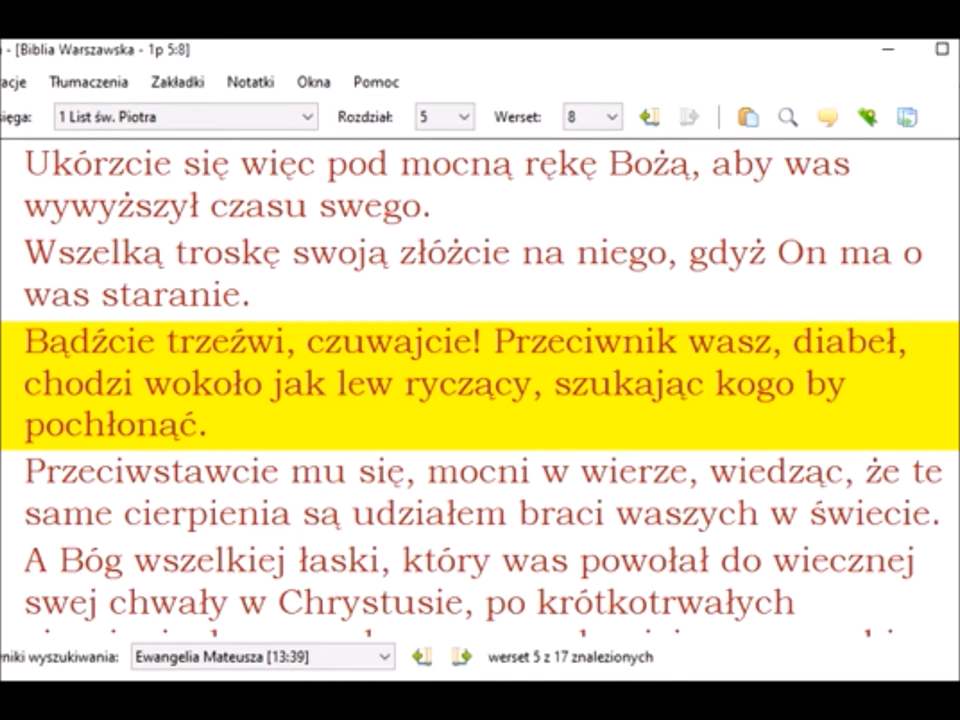 - [Biblia Warszawska - 1p 5:8]
acje Tłumaczenia Zakładki Notatki Okna Pomoc
sięga: 1 List św. Piotra Rozdział: 5 Werset: 8
Ukórzcie się więc pod mocną rękę Bożą, aby was
wywyższył czasu swego.
Wszelką troskę swoją złóżcie na niego, gdyż On ma o
was staranie.
Bądźcie trzeźwi, czuwajcie! Przeciwnik wasz, diabeł,
chodzi wokoło jak lew ryczący, szukając kogo by
pochłonąć.
Przeciwstawcie mu się, mocni w wierze, wiedząc, że te
same cierpienia są udziałem braci waszych w świecie.
A Bóg wszelkiej łaski, który was powołał do wiecznej
swej chwały w Chrystusie, po krótkotrwałych
niki wyszukiwania: Ewangelia Mateusza [13:39] werset 5 z 17 znalezionych